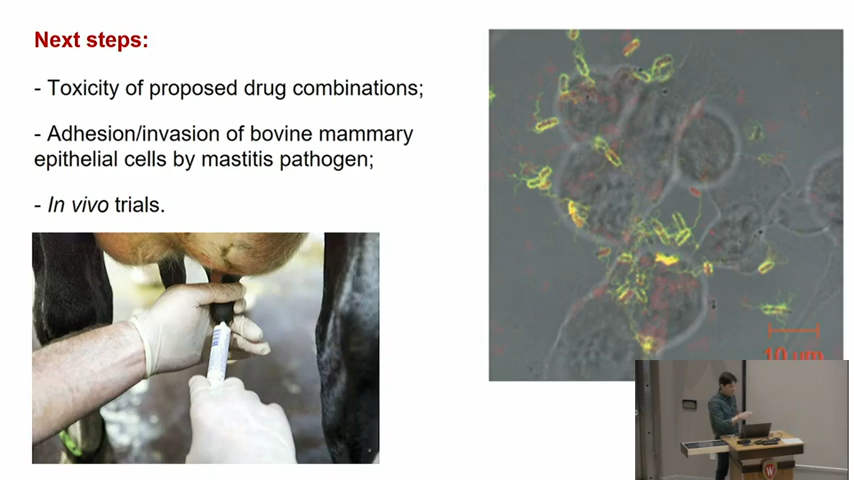 Next steps:
- Toxicity of proposed drug combinations;
- Adhesion/invasion of bovine mammary
epithelial cells by mastitis pathogen;
- In vivo trials.
10 µm
W